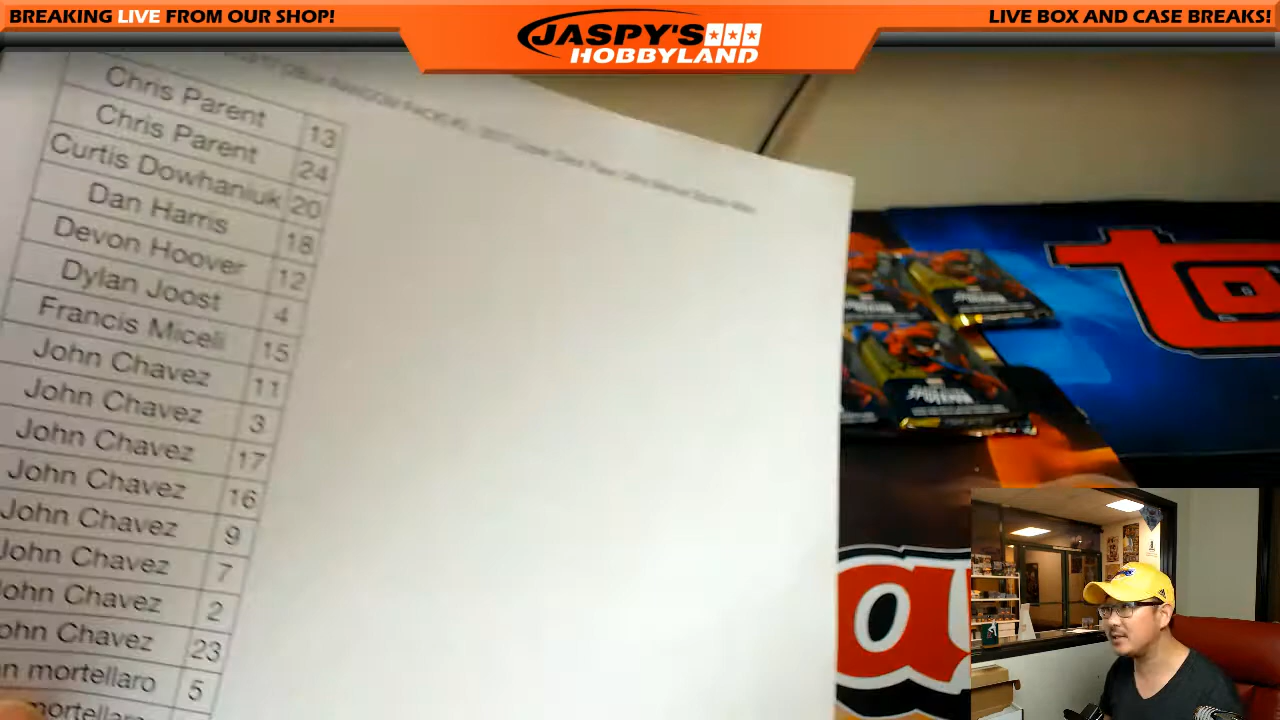 BREAKING LIVE FROM OUR SHOP!
JASPY'S
HOBBYLAND
LIVE BOX AND CASE BREAKS!
Chris Parent 13
Chris Parent 24
Curtis Dowhaniuk 20
Dan Harris 18
Devon Hoover 12
Dylan Joost 4
Francis Miceli 15
John Chavez 11
John Chavez 3
John Chavez 17
John Chavez 16
John Chavez 9
John Chavez 7
John Chavez 2
ohn Chavez 23
n mortellaro 5
mortellaro
to
a